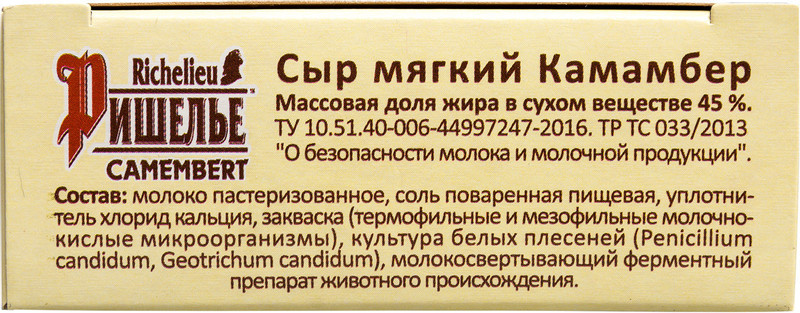 Richelieu
Ришелье™
CAMEMBERT
Сыр мягкий Камамбер
Массовая доля жира в сухом веществе 45 %.
ТУ 10.51.40-006-44997247-2016. ТР ТС 033/2013
"О безопасности молока и молочной продукции".
Состав: молоко пастеризованное, соль поваренная пищевая, уплотни-
тель хлорид кальция, закваска (термофильные и мезофильные молочно-
кислые микроорганизмы), культура белых плесеней (Penicillium
candidum, Geotrichum candidum), молокосвертывающий ферментный
препарат животного происхождения.